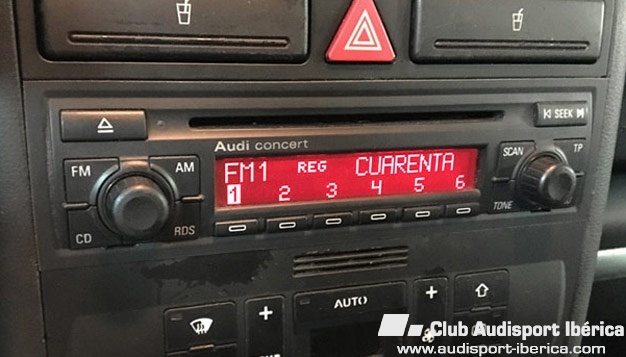 SEEK
Audi concert
FM AM
FM1 REG CUARENTA
1 2 3 4 5 6
SCAN TP
CD RDS
TONE
AUTO
Club Audisport Ibérica
www.audisport-iberica.com